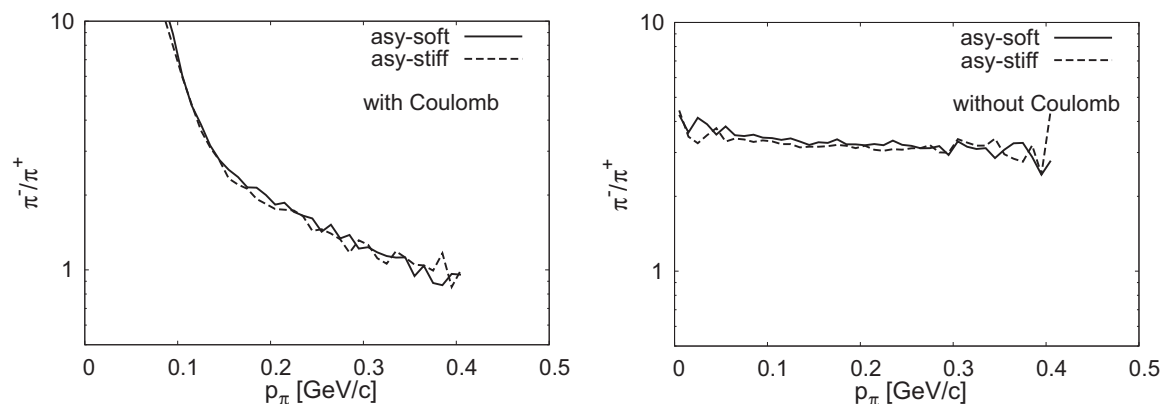 10
asy-soft
asy-stiff
with Coulomb
π⁻/π⁺
1
0 0.1 0.2 0.3 0.4 0.5
pπ [GeV/c]
10
asy-soft
asy-stiff
without Coulomb
π⁻/π⁺
1
0 0.1 0.2 0.3 0.4 0.5
pπ [GeV/c]